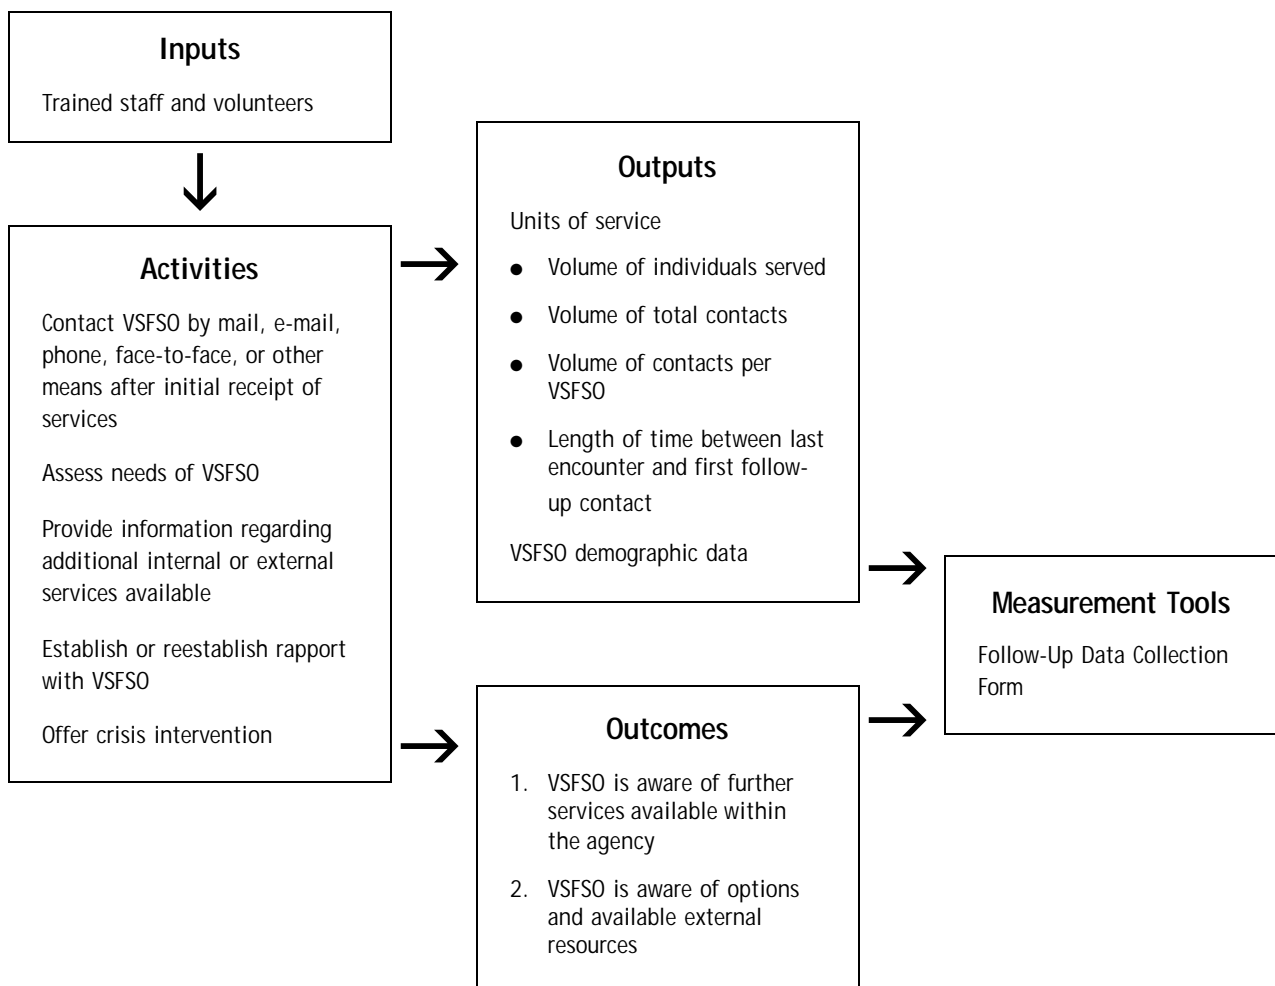 Inputs
Trained staff and volunteers
Activities
Contact VSFSO by mail, e-mail,
phone, face-to-face, or other
means after initial receipt of
services
Assess needs of VSFSO
Provide information regarding
additional internal or external
services available
Establish or reestablish rapport
with VSFSO
Offer crisis intervention
Outputs
Units of service
● Volume of individuals served
● Volume of total contacts
● Volume of contacts per
VSFSO
● Length of time between last
encounter and first follow-
up contact
VSFSO demographic data
Outcomes
1. VSFSO is aware of further
services available within
the agency
2. VSFSO is aware of options
and available external
resources
Measurement Tools
Follow-Up Data Collection
Form